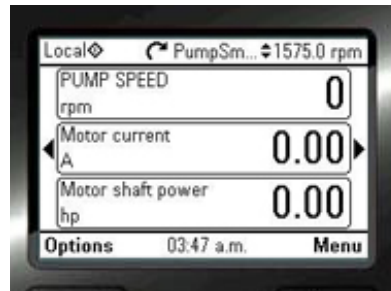 Local PumpSm... 1575.0 rpm
PUMP SPEED
rpm
0
Motor current
A
0.00
Motor shaft power
hp
0.00
Options 03:47 a.m. Menu